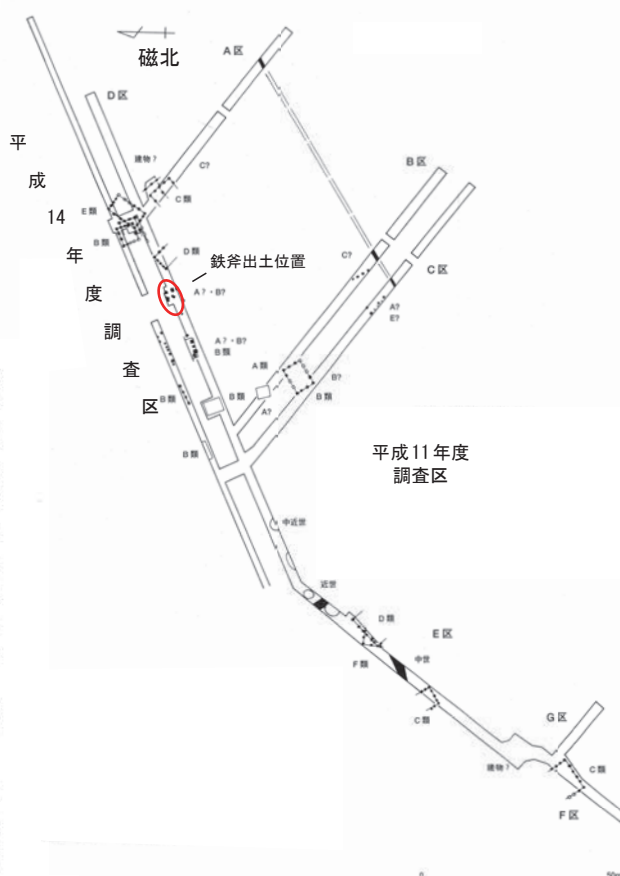 磁北
A区
D区
平成14年度調査区
建物？
C？
C類
B区
E類
B類
D類
鉄斧出土位置
C？
C区
A？・B？
A？
E？
A？・B？
B類
A類
B？
B類
B類
B類
A？
B類
平成11年度
調査区
中近世
近世
D類
E区
中世
F類
C類
G区
建物？
C類
F区
0